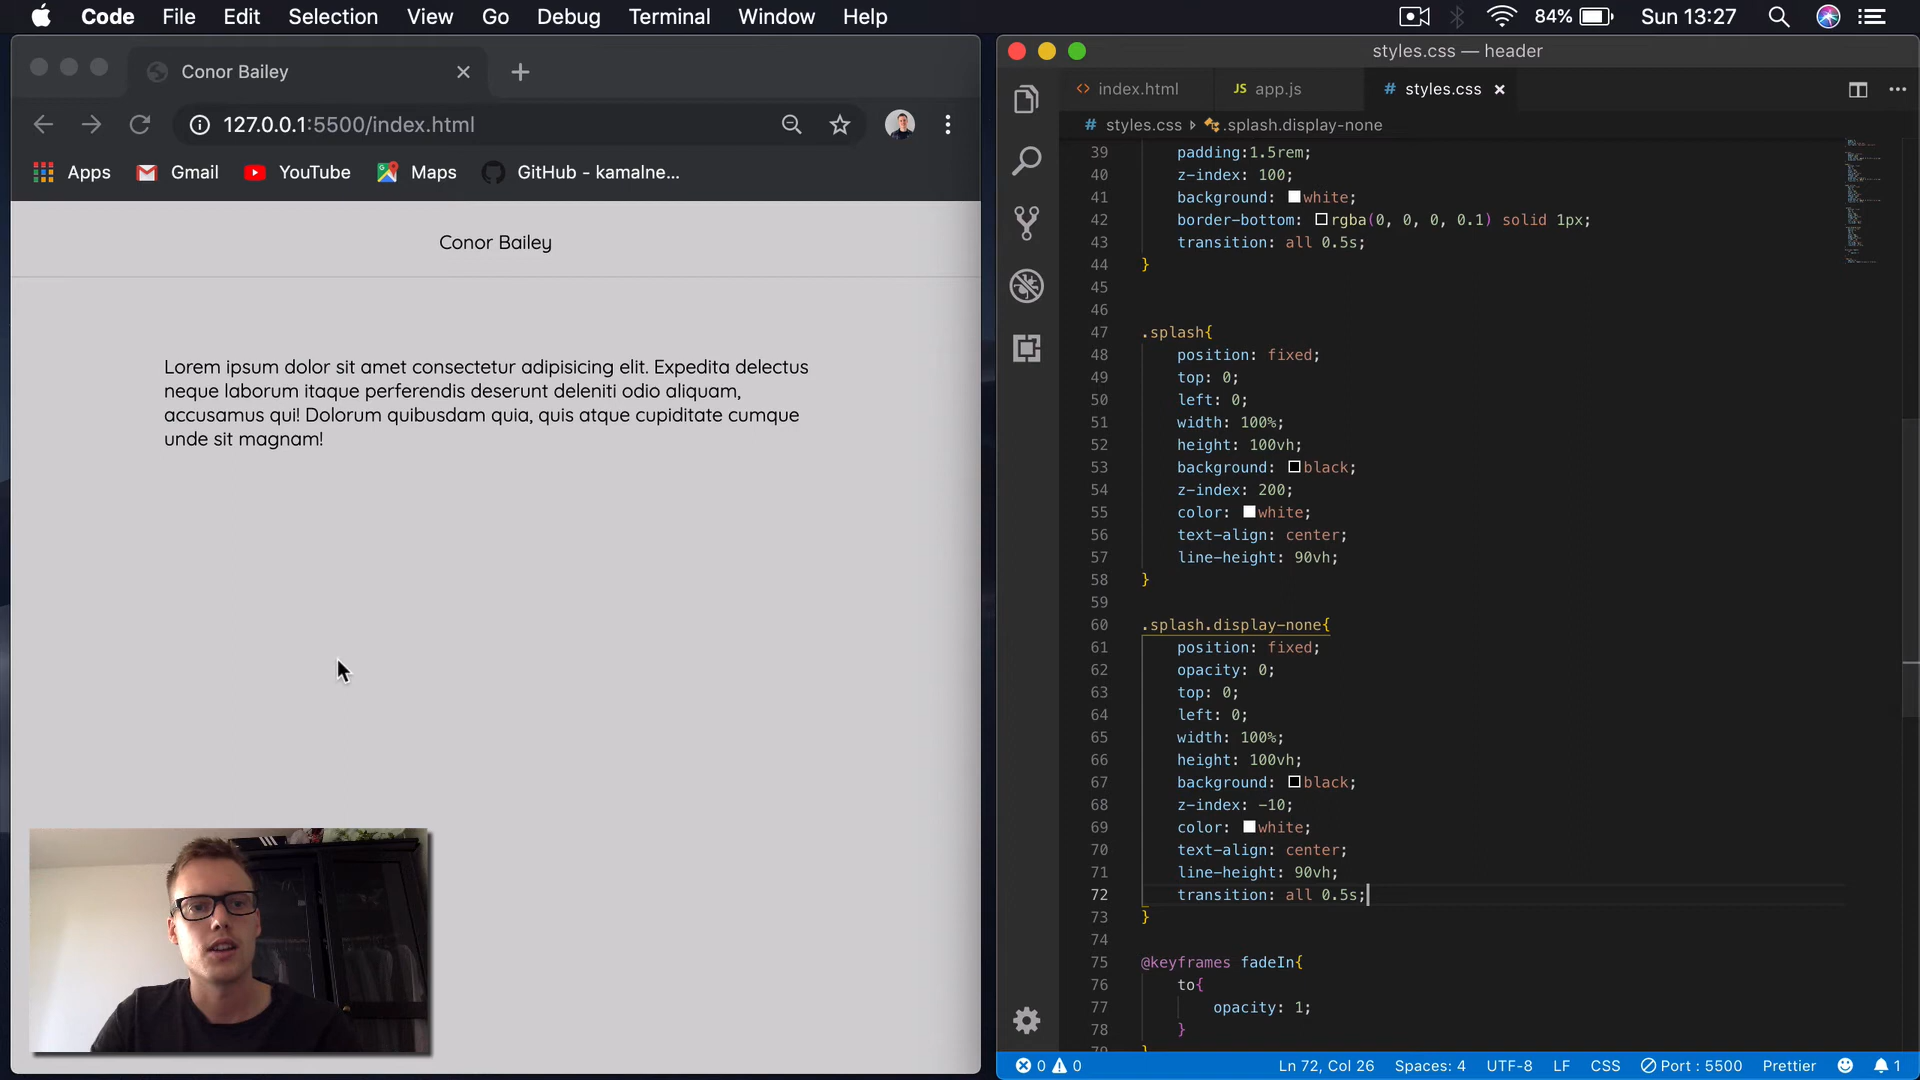 Code File Edit Selection View Go Debug Terminal Window Help 84% Sun 13:27
Conor Bailey
127.0.0.1:5500/index.html
Apps Gmail YouTube Maps GitHub - kamalne...
Conor Bailey
Lorem ipsum dolor sit amet consectetur adipisicing elit. Expedita delectus
neque laborum itaque perferendis deserunt deleniti odio aliquam,
accusamus qui! Dolorum quibusdam quia, quis atque cupiditate cumque
unde sit magnam!
styles.css — header
<> index.html JS app.js # styles.css
# styles.css > .splash.display-none
39 padding:1.5rem;
40 z-index: 100;
41 background: white;
42 border-bottom: rgba(0, 0, 0, 0.1) solid 1px;
43 transition: all 0.5s;
44 }
45
46
47 .splash{
48 position: fixed;
49 top: 0;
50 left: 0;
51 width: 100%;
52 height: 100vh;
53 background: black;
54 z-index: 200;
55 color: white;
56 text-align: center;
57 line-height: 90vh;
58 }
59
60 .splash.display-none{
61 position: fixed;
62 opacity: 0;
63 top: 0;
64 left: 0;
65 width: 100%;
66 height: 100vh;
67 background: black;
68 z-index: -10;
69 color: white;
70 text-align: center;
71 line-height: 90vh;
72 transition: all 0.5s;
73 }
74
75 @keyframes fadeIn{
76 to{
77 opacity: 1;
78 }
79 }
0 0 Ln 72, Col 26 Spaces: 4 UTF-8 LF CSS Port : 5500 Prettier 1